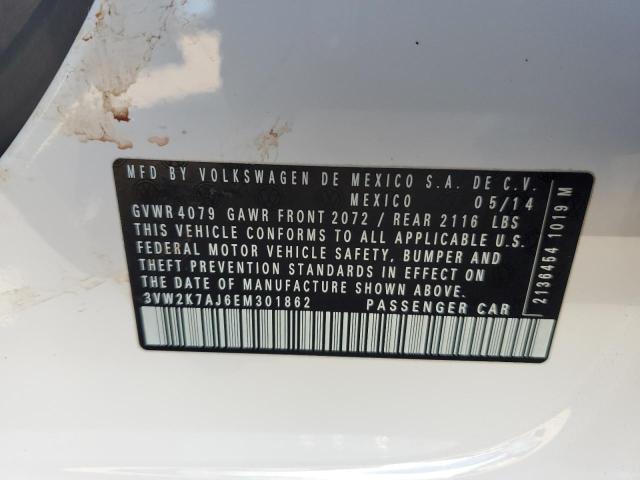 MFD BY VOLKSWAGEN DE MEXICO S.A. DE C.V.
MEXICO 05/14
GVWR 4079 GAWR FRONT 2072 / REAR 2116 LBS
THIS VEHICLE CONFORMS TO ALL APPLICABLE U.S.
FEDERAL MOTOR VEHICLE SAFETY, BUMPER AND
THEFT PREVENTION STANDARDS IN EFFECT ON
THE DATE OF MANUFACTURE SHOWN ABOVE.
3VW2K7AJ6EM301862 PASSENGER CAR
2136454 1019 M